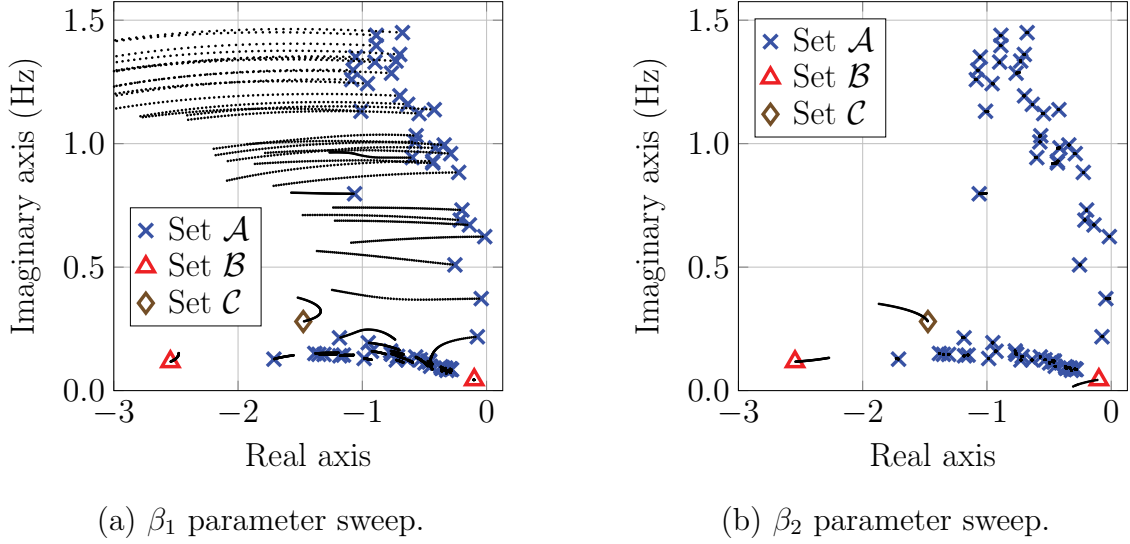 1.5
1.0
0.5
0.0
Imaginary axis (Hz)
Set 𝒜
Set ℬ
Set 𝒞
−3
−2
−1
0
Real axis
(a) β₁ parameter sweep.
1.5
1.0
0.5
0.0
Imaginary axis (Hz)
Set 𝒜
Set ℬ
Set 𝒞
−3
−2
−1
0
Real axis
(b) β₂ parameter sweep.